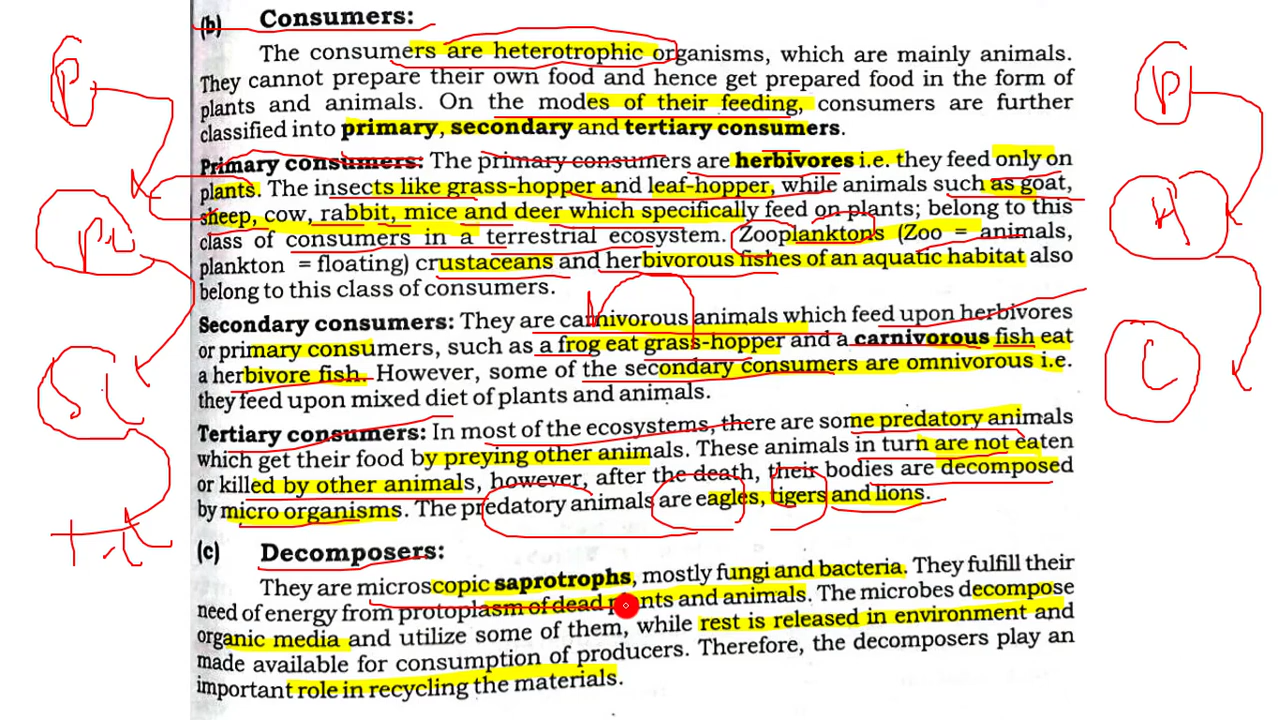 (b) Consumers:
The consumers are heterotrophic organisms, which are mainly animals.
They cannot prepare their own food and hence get prepared food in the form of
plants and animals. On the modes of their feeding, consumers are further
classified into primary, secondary and tertiary consumers.
Primary consumers: The primary consumers are herbivores i.e. they feed only on
plants. The insects like grass-hopper and leaf-hopper, while animals such as goat,
sheep, cow, rabbit, mice and deer which specifically feed on plants; belong to this
class of consumers in a terrestrial ecosystem. Zooplanktons (Zoo = animals,
plankton = floating) crustaceans and herbivorous fishes of an aquatic habitat also
belong to this class of consumers.
Secondary consumers: They are carnivorous animals which feed upon herbivores
or primary consumers, such as a frog eat grass-hopper and a carnivorous fish eat
a herbivore fish. However, some of the secondary consumers are omnivorous i.e.
they feed upon mixed diet of plants and animals.
Tertiary consumers: In most of the ecosystems, there are some predatory animals
which get their food by preying other animals. These animals in turn are not eaten
or killed by other animals, however, after the death, their bodies are decomposed
by micro organisms. The predatory animals are eagles, tigers and lions.
(c) Decomposers:
They are microscopic saprotrophs, mostly fungi and bacteria. They fulfill their
need of energy from protoplasm of dead plants and animals. The microbes decompose
organic media and utilize some of them, while rest is released in environment and
made available for consumption of producers. Therefore, the decomposers play an
important role in recycling the materials.
P
P
H
C